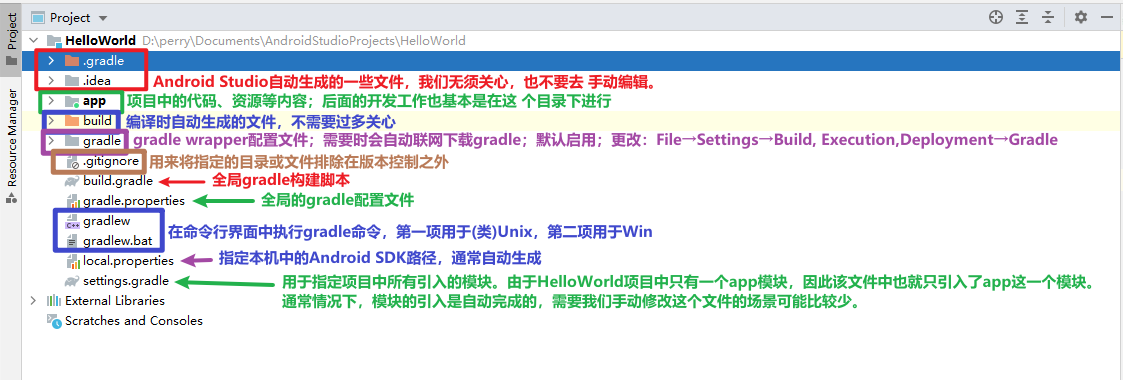 Project
Project
Resource Manager
HelloWorld D:\perry\Documents\AndroidStudioProjects\HelloWorld
.gradle
.idea Android Studio自动生成的一些文件，我们无须关心，也不要去 手动编辑。
app 项目中的代码、资源等内容；后面的开发工作也基本是在这 个目录下进行
build 编译时自动生成的文件，不需要过多关心
gradle gradle wrapper配置文件；需要时会自动联网下载gradle；默认启用；更改：File→Settings→Build, Execution,Deployment→Gradle
.gitignore 用来将指定的目录或文件排除在版本控制之外
build.gradle 全局gradle构建脚本
gradle.properties 全局的gradle配置文件
C++
gradlew
gradlew.bat
在命令行界面中执行gradle命令，第一项用于(类)Unix，第二项用于Win
local.properties 指定本机中的Android SDK路径，通常自动生成
settings.gradle 用于指定项目中所有引入的模块。由于HelloWorld项目中只有一个app模块，因此该文件中也就只引入了app这一个模块。
通常情况下，模块的引入是自动完成的，需要我们手动修改这个文件的场景可能比较少。
External Libraries
Scratches and Consoles